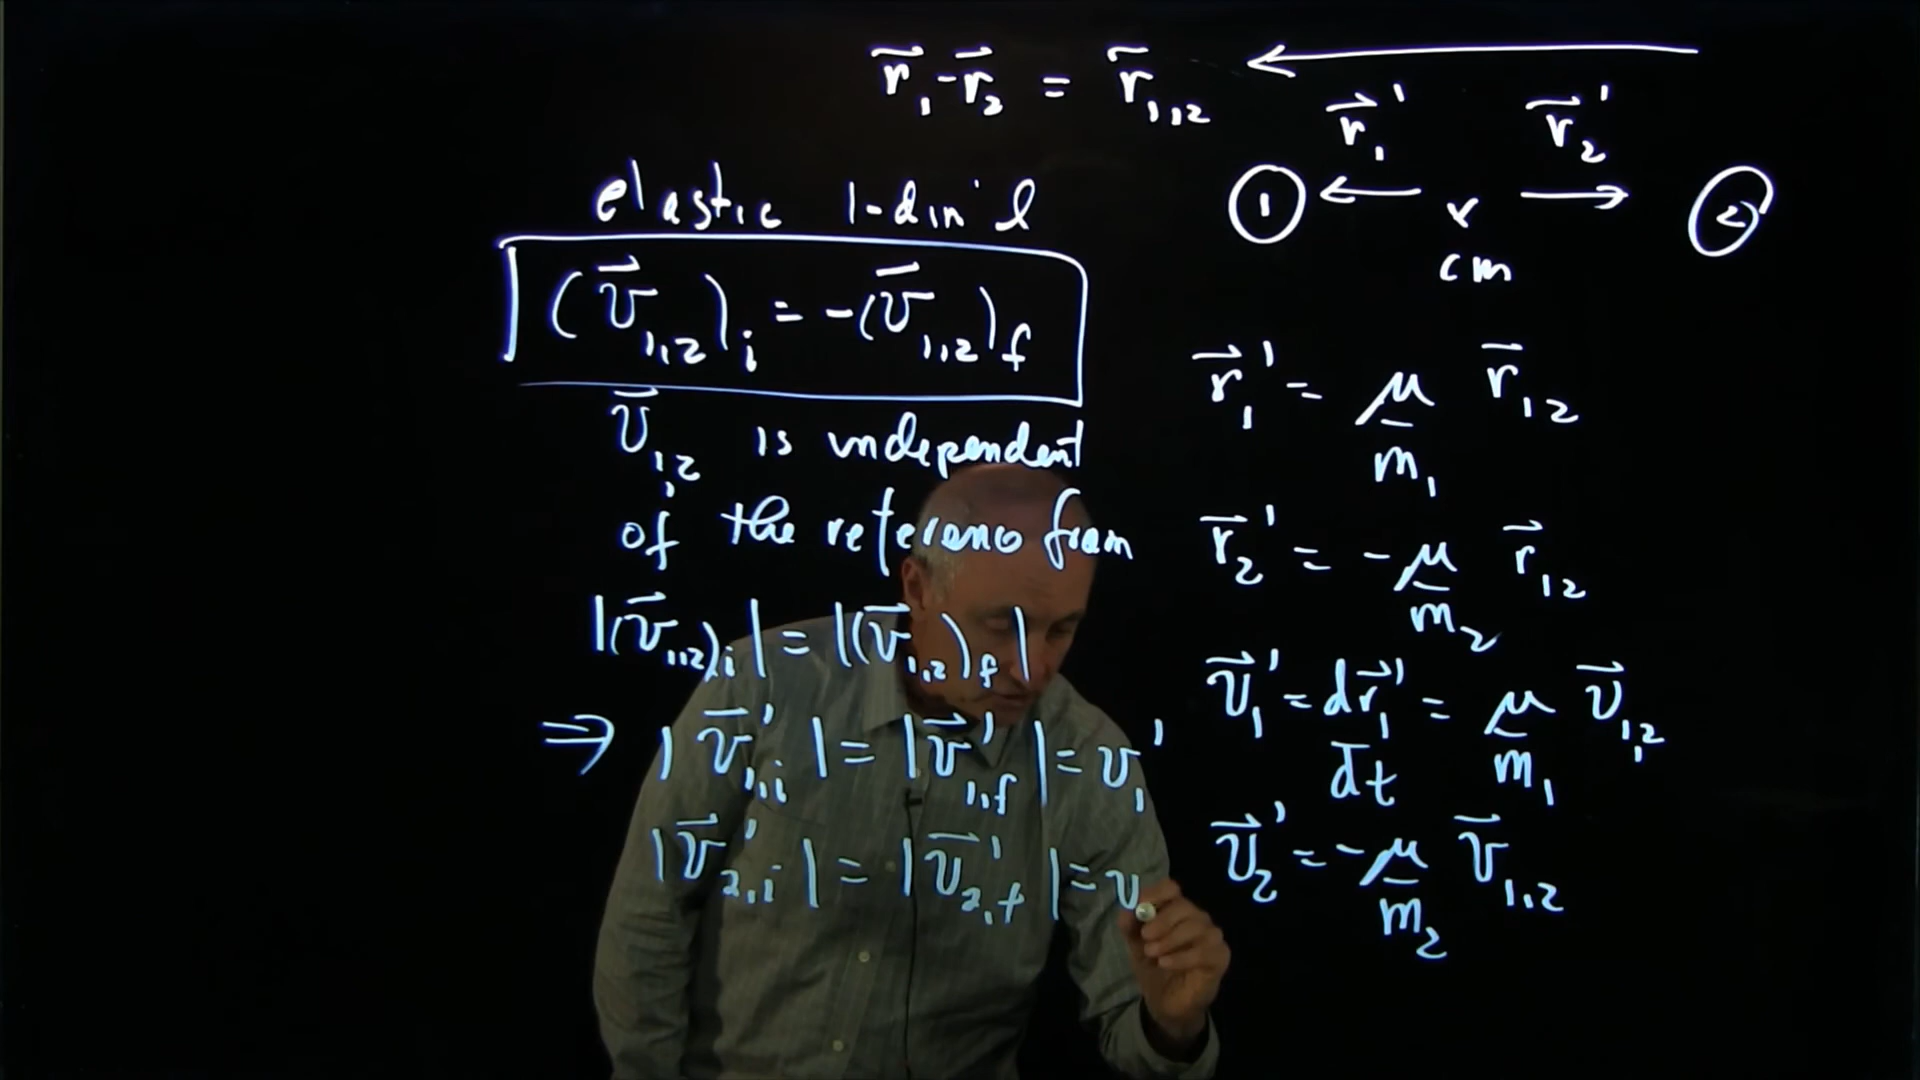 r⃗₁ - r⃗₂ = r⃗₁,₂
r⃗₁′ r⃗₂′
1 x 2
cm
elastic 1-dim'l
(v⃗₁,₂)ᵢ = -(v⃗₁,₂)_f
v⃗₁,₂ is independent
of the reference fram
|(v⃗₁,₂)ᵢ| = |(v⃗₁,₂)_f|
⇒ |v⃗′₁,ᵢ| = |v⃗′₁,f| = v₁′
|v⃗′₂,ᵢ| = |v⃗′₂,f| = v
r⃗₁′ = μ/m₁ r⃗₁₂
r⃗₂′ = -μ/m₂ r⃗₁₂
v⃗₁′ = dr⃗₁′/dt = μ/m₁ v⃗₁,₂
v⃗₂′ = -μ/m₂ v⃗₁,₂